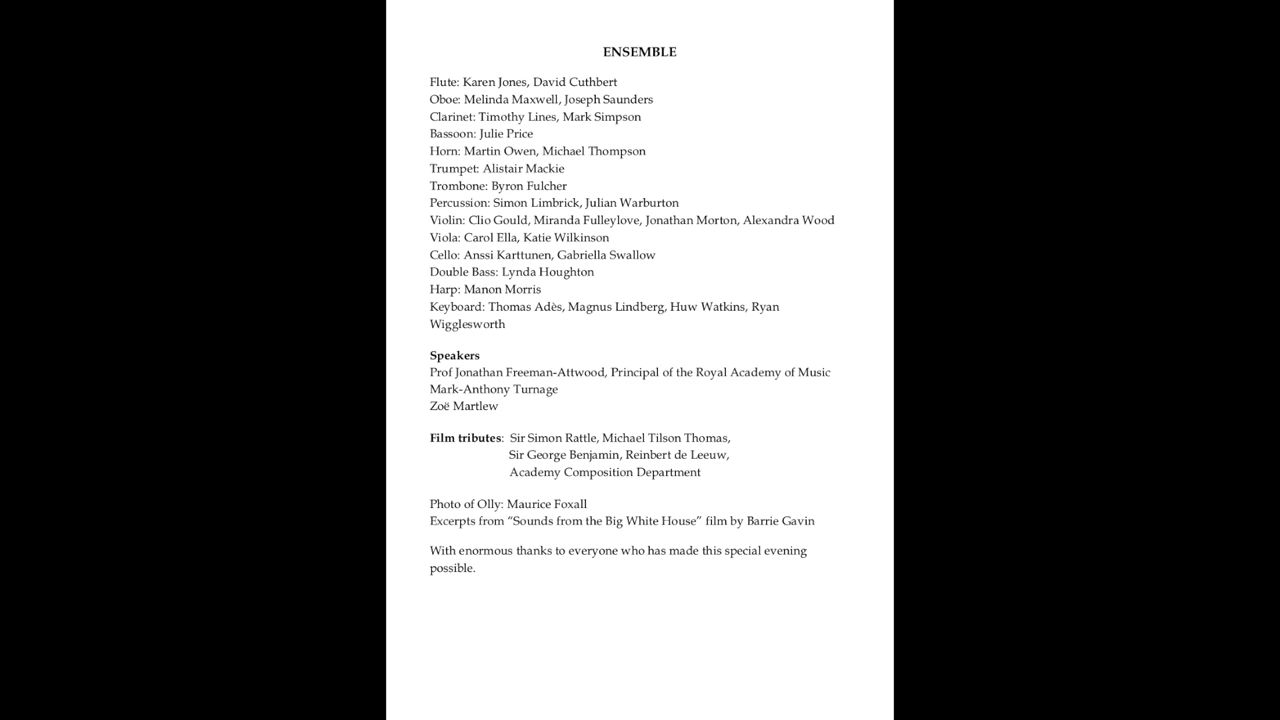 ENSEMBLE
Flute: Karen Jones, David Cuthbert
Oboe: Melinda Maxwell, Joseph Saunders
Clarinet: Timothy Lines, Mark Simpson
Bassoon: Julie Price
Horn: Martin Owen, Michael Thompson
Trumpet: Alistair Mackie
Trombone: Byron Fulcher
Percussion: Simon Limbrick, Julian Warburton
Violin: Clio Gould, Miranda Fulleylove, Jonathan Morton, Alexandra Wood
Viola: Carol Ella, Katie Wilkinson
Cello: Anssi Karttunen, Gabriella Swallow
Double Bass: Lynda Houghton
Harp: Manon Morris
Keyboard: Thomas Adès, Magnus Lindberg, Huw Watkins, Ryan
Wigglesworth
Speakers
Prof Jonathan Freeman-Attwood, Principal of the Royal Academy of Music
Mark-Anthony Turnage
Zoë Martlew
Film tributes: Sir Simon Rattle, Michael Tilson Thomas,
Sir George Benjamin, Reinbert de Leeuw,
Academy Composition Department
Photo of Olly: Maurice Foxall
Excerpts from “Sounds from the Big White House” film by Barrie Gavin
With enormous thanks to everyone who has made this special evening
possible.